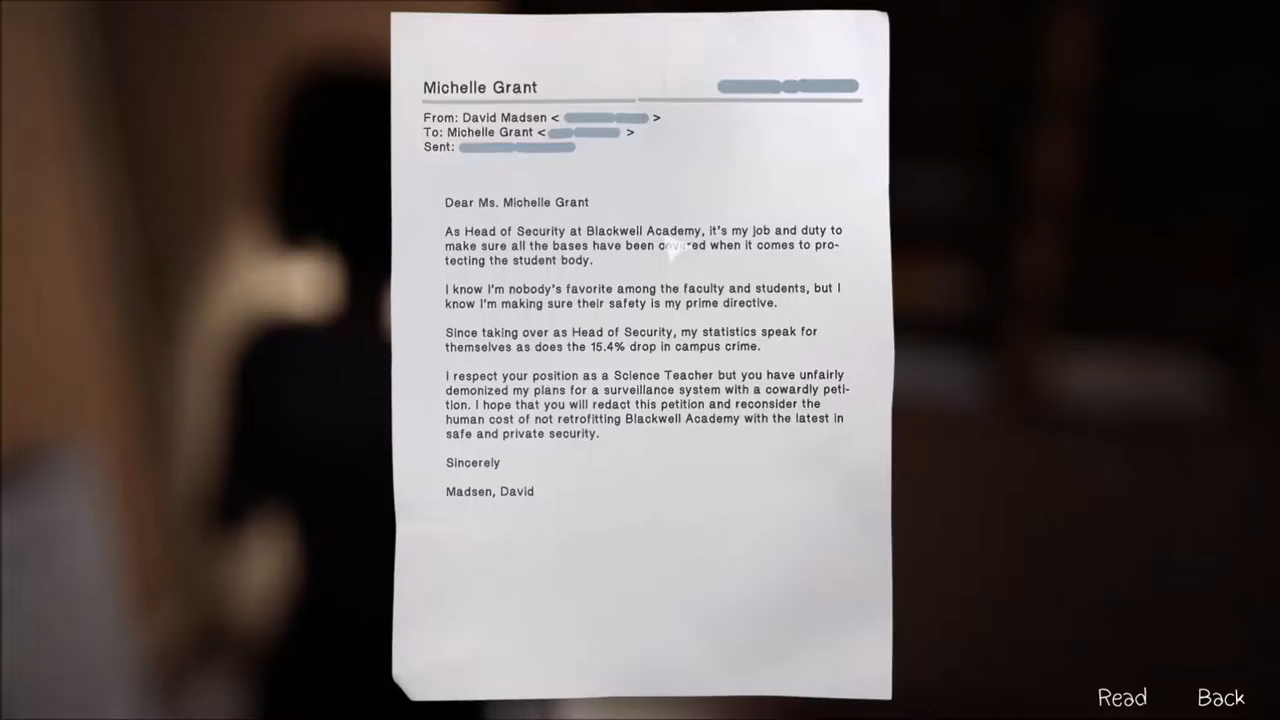 Michelle Grant
From: David Madsen < >
To: Michelle Grant < >
Sent:
Dear Ms. Michelle Grant
As Head of Security at Blackwell Academy, it's my job and duty to
make sure all the bases have been covered when it comes to pro-
tecting the student body.
I know I'm nobody's favorite among the faculty and students, but I
know I'm making sure their safety is my prime directive.
Since taking over as Head of Security, my statistics speak for
themselves as does the 15.4% drop in campus crime.
I respect your position as a Science Teacher but you have unfairly
demonized my plans for a surveillance system with a cowardly peti-
tion. I hope that you will redact this petition and reconsider the
human cost of not retrofitting Blackwell Academy with the latest in
safe and private security.
Sincerely
Madsen, David
Read Back